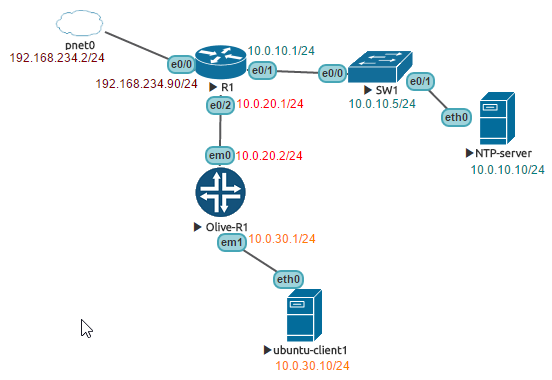 pnet0
192.168.234.2/24
10.0.10.1/24
e0/0
e0/1
e0/0
192.168.234.90/24
R1
SW1
e0/1
10.0.10.5/24
e0/2
10.0.20.1/24
eth0
NTP-server
10.0.10.10/24
em0
10.0.20.2/24
Olive-R1
em1
10.0.30.1/24
eth0
ubuntu-client1
10.0.30.10/24